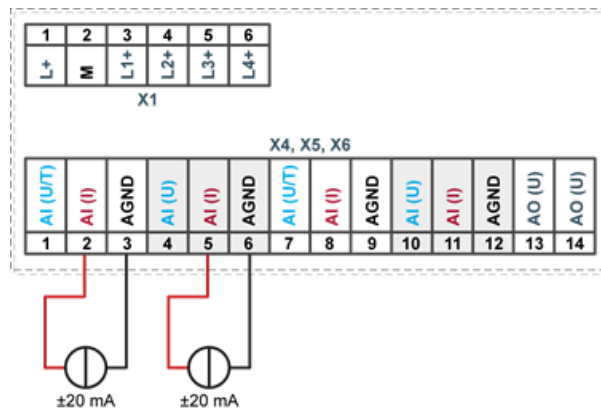 1 2 3 4 5 6
L+ M L1+ L2+ L3+ L4+
X1
X4, X5, X6
AI (U/T) AI (I) AGND AI (U) AI (I) AGND AI (U/T) AI (I) AGND AI (U) AI (I) AGND AO (U) AO (U)
1 2 3 4 5 6 7 8 9 10 11 12 13 14
±20 mA ±20 mA